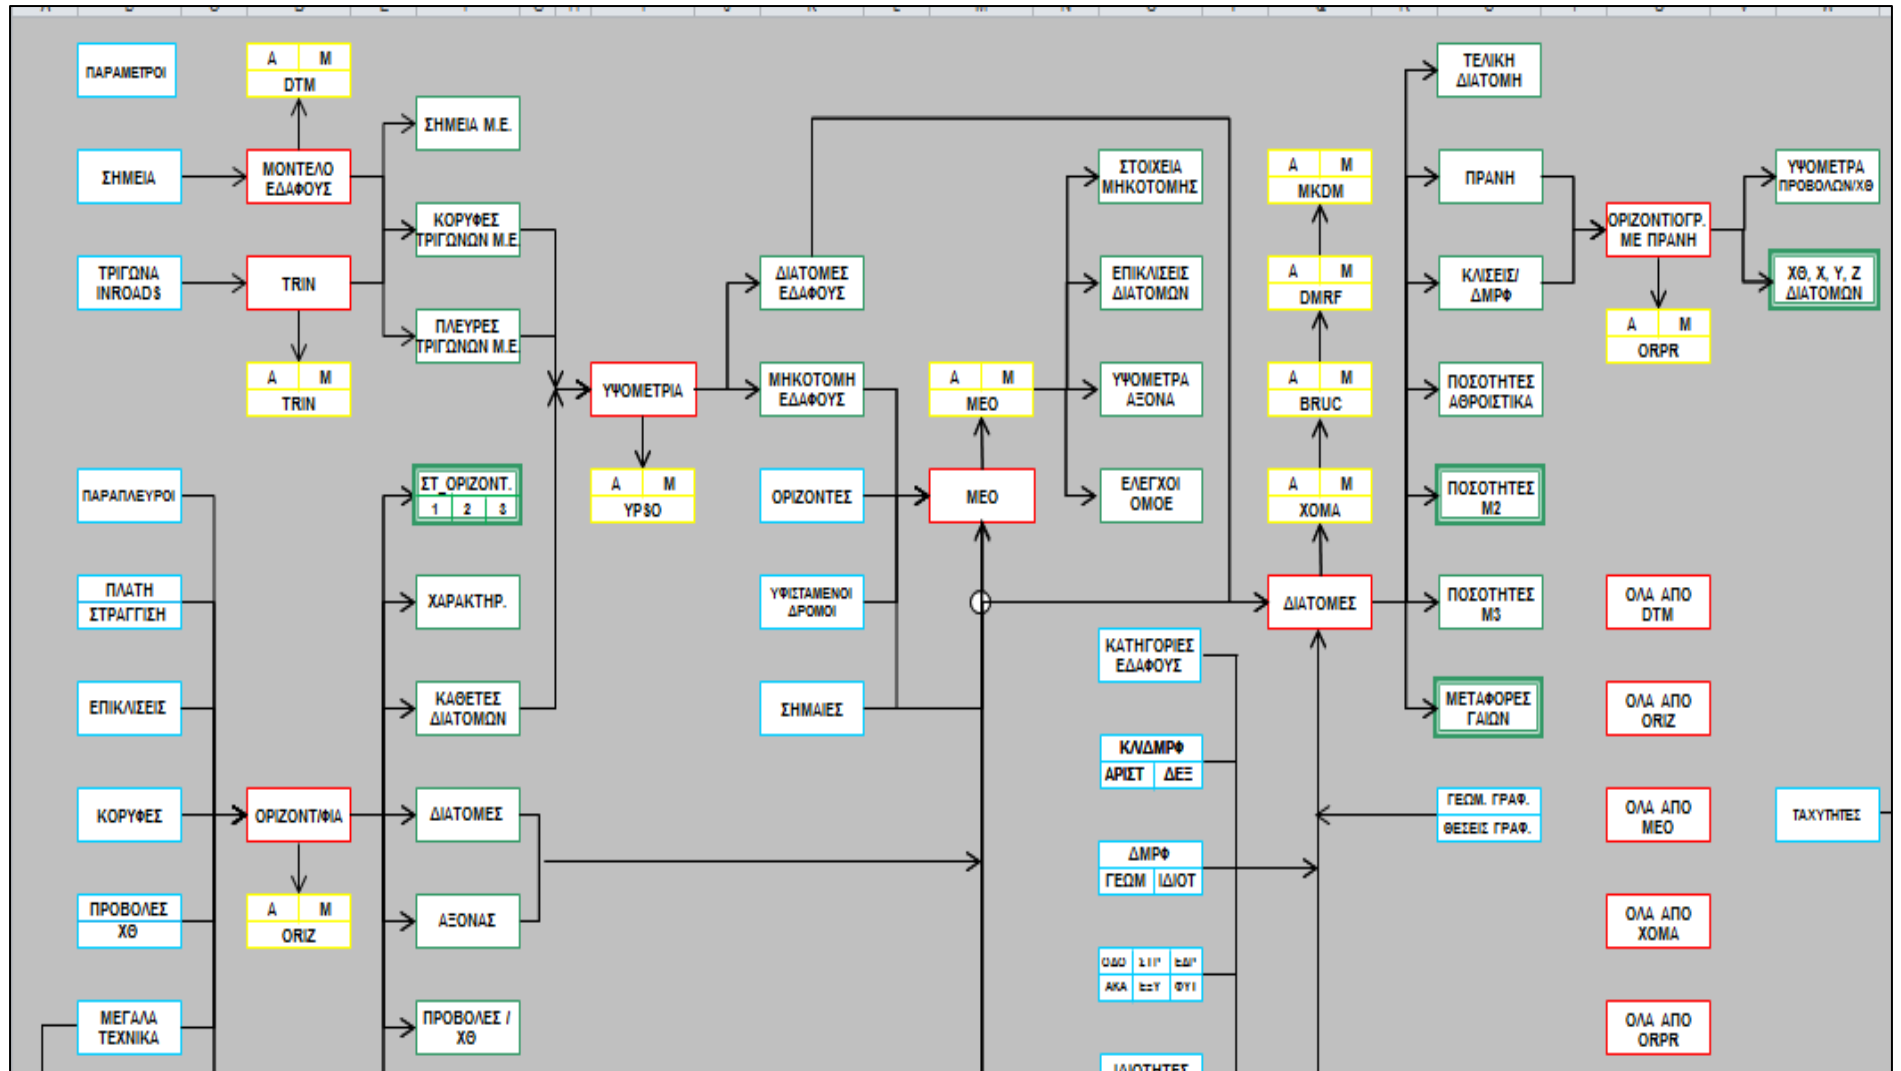 ΠΑΡΑΜΕΤΡΟΙ
Α Μ
DTM
ΣΗΜΕΙΑ
ΜΟΝΤΕΛΟ
ΕΔΑΦΟΥΣ
ΣΗΜΕΙΑ Μ.Ε.
ΤΡΙΓΩΝΑ
INROADS
TRIN
ΚΟΡΥΦΕΣ
ΤΡΙΓΩΝΩΝ Μ.Ε.
ΠΛΕΥΡΕΣ
ΤΡΙΓΩΝΩΝ Μ.Ε.
Α Μ
TRIN
ΠΑΡΑΠΛΕΥΡΟΙ
ΣΤ_ΟΡΙΖΟΝΤ.
1 2 3
ΠΛΑΤΗ
ΣΤΡΑΓΓΙΣΗ
ΧΑΡΑΚΤΗΡ.
ΕΠΙΚΛΙΣΕΙΣ
ΚΑΘΕΤΕΣ
ΔΙΑΤΟΜΩΝ
ΚΟΡΥΦΕΣ
ΟΡΙΖΟΝΤ/ΦΙΑ
ΔΙΑΤΟΜΕΣ
ΠΡΟΒΟΛΕΣ
ΧΘ
Α Μ
ORIZ
ΑΞΟΝΑΣ
ΜΕΓΑΛΑ
ΤΕΧΝΙΚΑ
ΠΡΟΒΟΛΕΣ /
ΧΘ
ΥΨΟΜΕΤΡΙΑ
Α Μ
YPSO
ΔΙΑΤΟΜΕΣ
ΕΔΑΦΟΥΣ
ΜΗΚΟΤΟΜΗ
ΕΔΑΦΟΥΣ
ΟΡΙΖΟΝΤΕΣ
ΥΦΙΣΤΑΜΕΝΟΙ
ΔΡΟΜΟΙ
ΣΗΜΑΙΕΣ
Α Μ
ΜΕΟ
ΜΕΟ
ΣΤΟΙΧΕΙΑ
ΜΗΚΟΤΟΜΗΣ
ΕΠΙΚΛΙΣΕΙΣ
ΔΙΑΤΟΜΩΝ
ΥΨΟΜΕΤΡΑ
ΑΞΟΝΑ
ΕΛΕΓΧΟΙ
ΟΜΟΕ
ΚΑΤΗΓΟΡΙΕΣ
ΕΔΑΦΟΥΣ
ΚΛ/ΔΜΡΦ
ΑΡΙΣΤ ΔΕΞ
ΔΜΡΦ
ΓΕΩΜ ΙΔΙΟΤ
ΑΚΑ
ΙΔΙΟΤΗΤΕΣ
Α Μ
MKDM
Α Μ
DMRF
Α Μ
BRUC
Α Μ
ΧΟΜΑ
ΔΙΑΤΟΜΕΣ
ΤΕΛΙΚΗ
ΔΙΑΤΟΜΗ
ΠΡΑΝΗ
ΚΛΙΣΕΙΣ/
ΔΜΡΦ
ΠΟΣΟΤΗΤΕΣ
ΑΘΡΟΙΣΤΙΚΑ
ΠΟΣΟΤΗΤΕΣ
Μ2
ΠΟΣΟΤΗΤΕΣ
Μ3
ΜΕΤΑΦΟΡΕΣ
ΓΑΙΩΝ
ΓΕΩΜ. ΓΡΑΦ.
ΘΕΣΕΙΣ ΓΡΑΦ.
ΟΡΙΖΟΝΤΙΟΓΡ.
ΜΕ ΠΡΑΝΗ
Α Μ
ORPR
ΥΨΟΜΕΤΡΑ
ΠΡΟΒΟΛΩΝ/ΧΘ
ΧΘ, Χ, Υ, Ζ
ΔΙΑΤΟΜΩΝ
ΟΛΑ ΑΠΟ
DTM
ΟΛΑ ΑΠΟ
ORIZ
ΟΛΑ ΑΠΟ
ΜΕΟ
ΤΑΧΥΤΗΤΕΣ
ΟΛΑ ΑΠΟ
ΧΟΜΑ
ΟΛΑ ΑΠΟ
ORPR